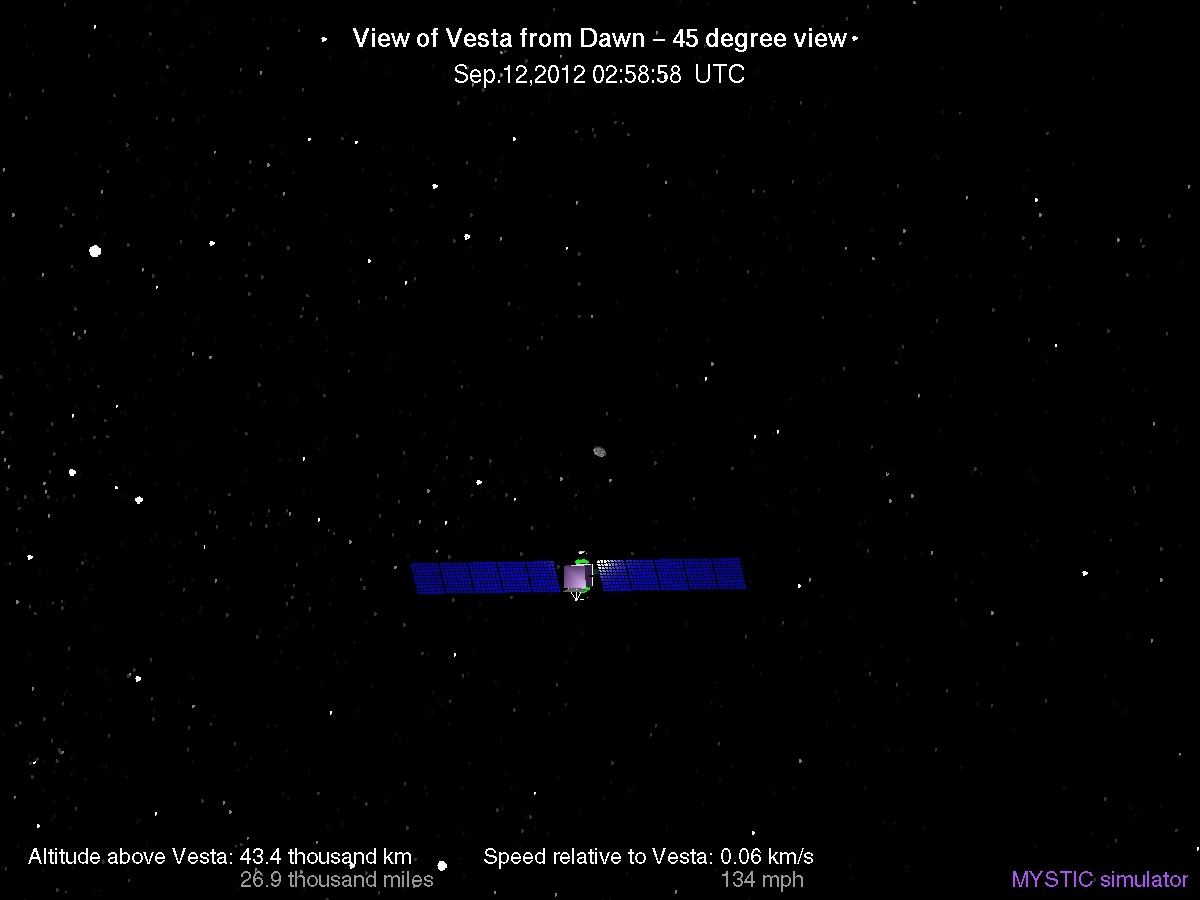 View of Vesta from Dawn – 45 degree view
Sep.12,2012 02:58:58 UTC
Altitude above Vesta: 43.4 thousand km
26.9 thousand miles
Speed relative to Vesta: 0.06 km/s
134 mph
MYSTIC simulator